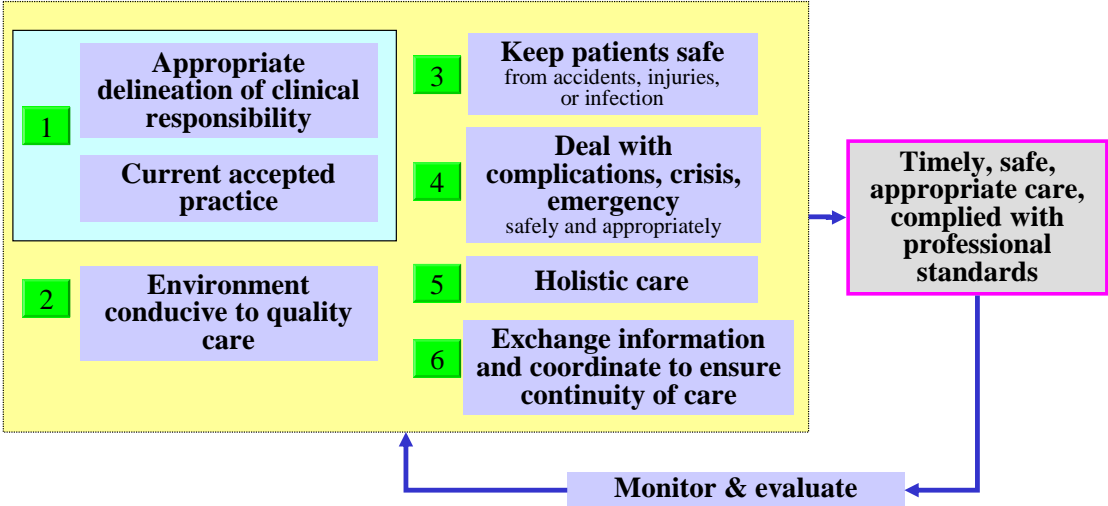 1
Appropriate
delineation of clinical
responsibility
Current accepted
practice
2
Environment
conducive to quality
care
3
Keep patients safe
from accidents, injuries,
or infection
4
Deal with
complications, crisis,
emergency
safely and appropriately
5
Holistic care
6
Exchange information
and coordinate to ensure
continuity of care
Timely, safe,
appropriate care,
complied with
professional
standards
Monitor & evaluate